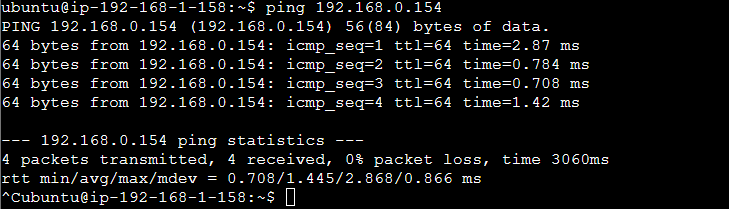 ubuntu@ip-192-168-1-158:~$ ping 192.168.0.154
PING 192.168.0.154 (192.168.0.154) 56(84) bytes of data.
64 bytes from 192.168.0.154: icmp_seq=1 ttl=64 time=2.87 ms
64 bytes from 192.168.0.154: icmp_seq=2 ttl=64 time=0.784 ms
64 bytes from 192.168.0.154: icmp_seq=3 ttl=64 time=0.708 ms
64 bytes from 192.168.0.154: icmp_seq=4 ttl=64 time=1.42 ms
--- 192.168.0.154 ping statistics ---
4 packets transmitted, 4 received, 0% packet loss, time 3060ms
rtt min/avg/max/mdev = 0.708/1.445/2.868/0.866 ms
^Cubuntu@ip-192-168-1-158:~$